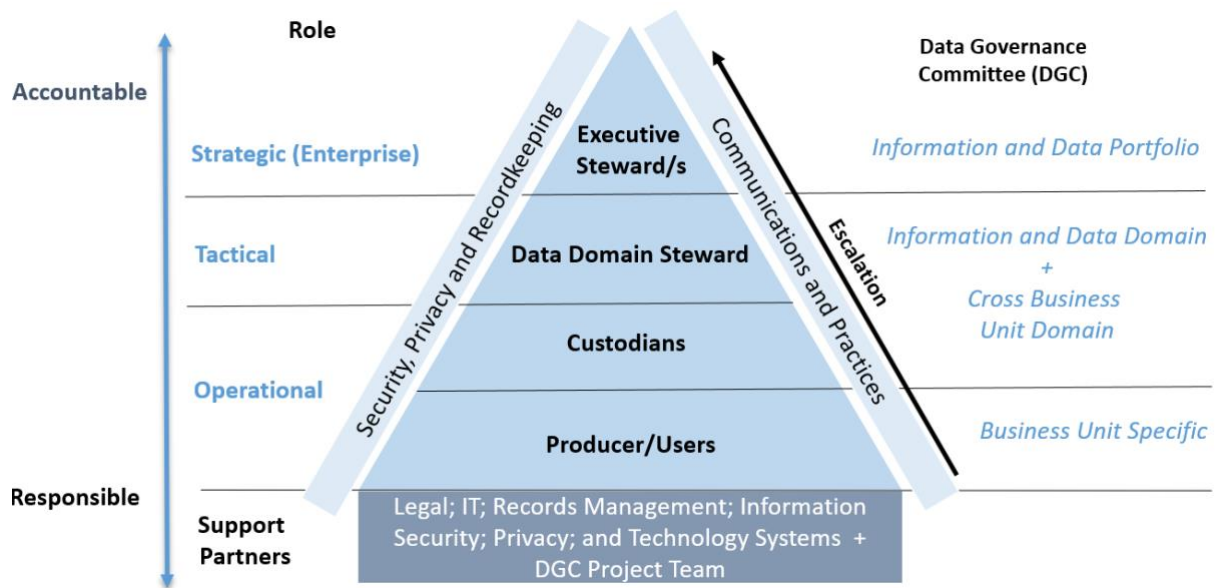 Role
Data Governance
Committee (DGC)
Accountable
Strategic (Enterprise)
Executive
Steward/s
Information and Data Portfolio
Security, Privacy and Recordkeeping
Communications and Practices
Escalation
Tactical
Data Domain Steward
Information and Data Domain
+
Cross Business
Unit Domain
Custodians
Operational
Producer/Users
Business Unit Specific
Responsible
Support
Partners
Legal; IT; Records Management; Information
Security; Privacy; and Technology Systems +
DGC Project Team